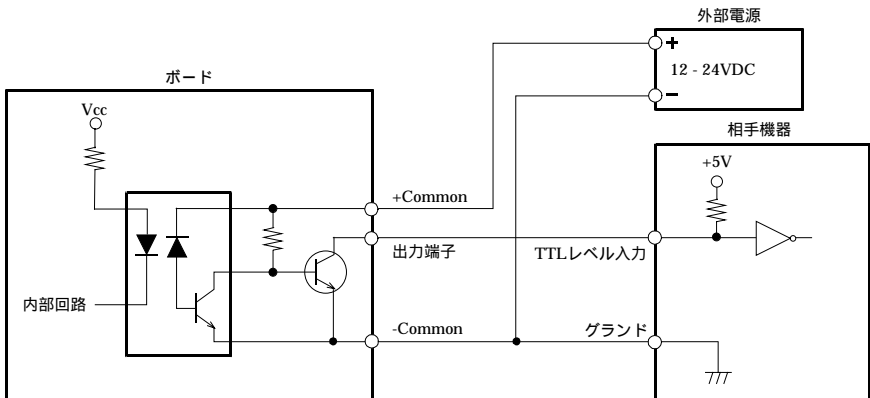 外部電源
+
12 - 24VDC
−
ボード
Vcc
相手機器
+5V
+Common
出力端子
TTLレベル入力
内部回路
-Common
グランド